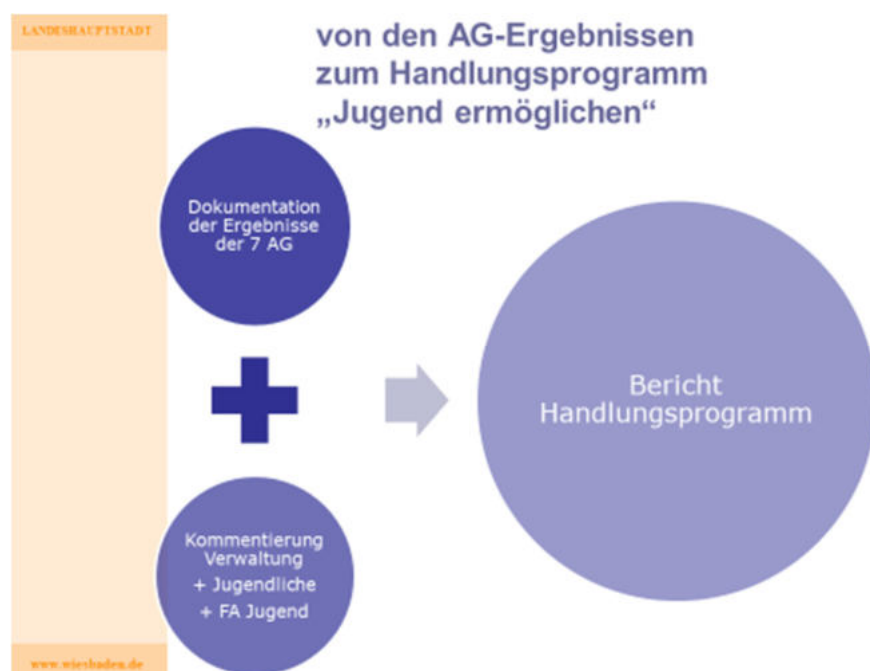 LANDESHAUPTSTADT
von den AG-Ergebnissen
zum Handlungsprogramm
„Jugend ermöglichen“
Dokumentation
der Ergebnisse
der 7 AG
Kommentierung
Verwaltung
+ Jugendliche
+ FA Jugend
Bericht
Handlungsprogramm
www.wiesbaden.de